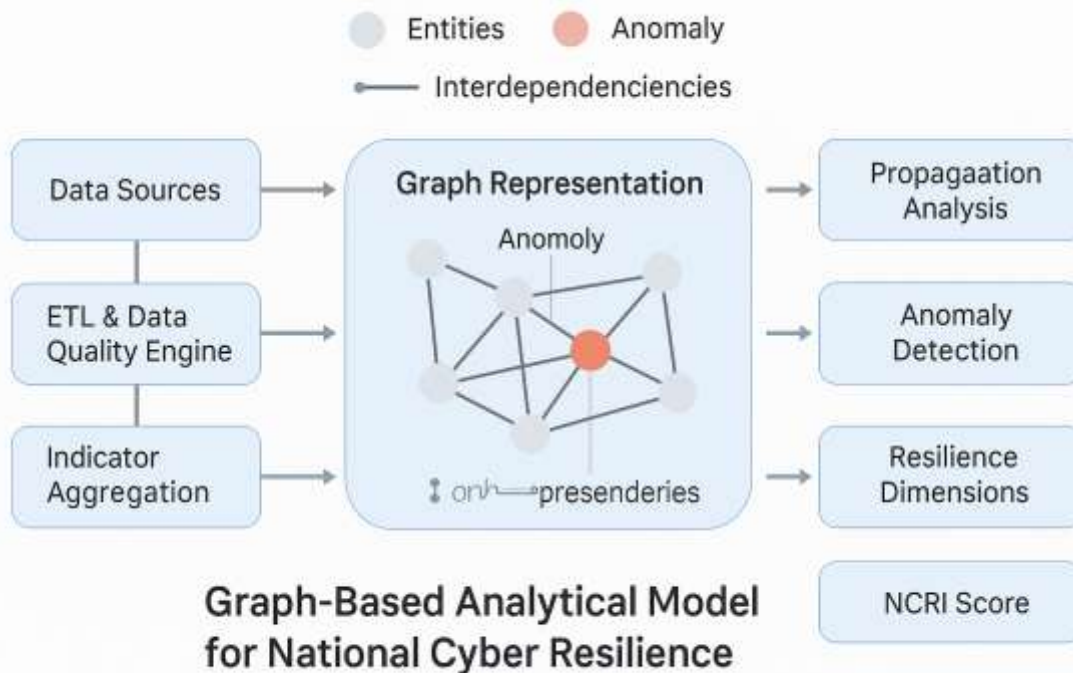 Entities
Anomaly
Interdependenciencies
Data Sources
ETL & Data
Quality Engine
Indicator
Aggregation
Graph Representation
Anomoly
onh presenderies
Propagaation
Analysis
Anomaly
Detection
Resilience
Dimensions
NCRI Score
Graph-Based Analytical Model
for National Cyber Resilience